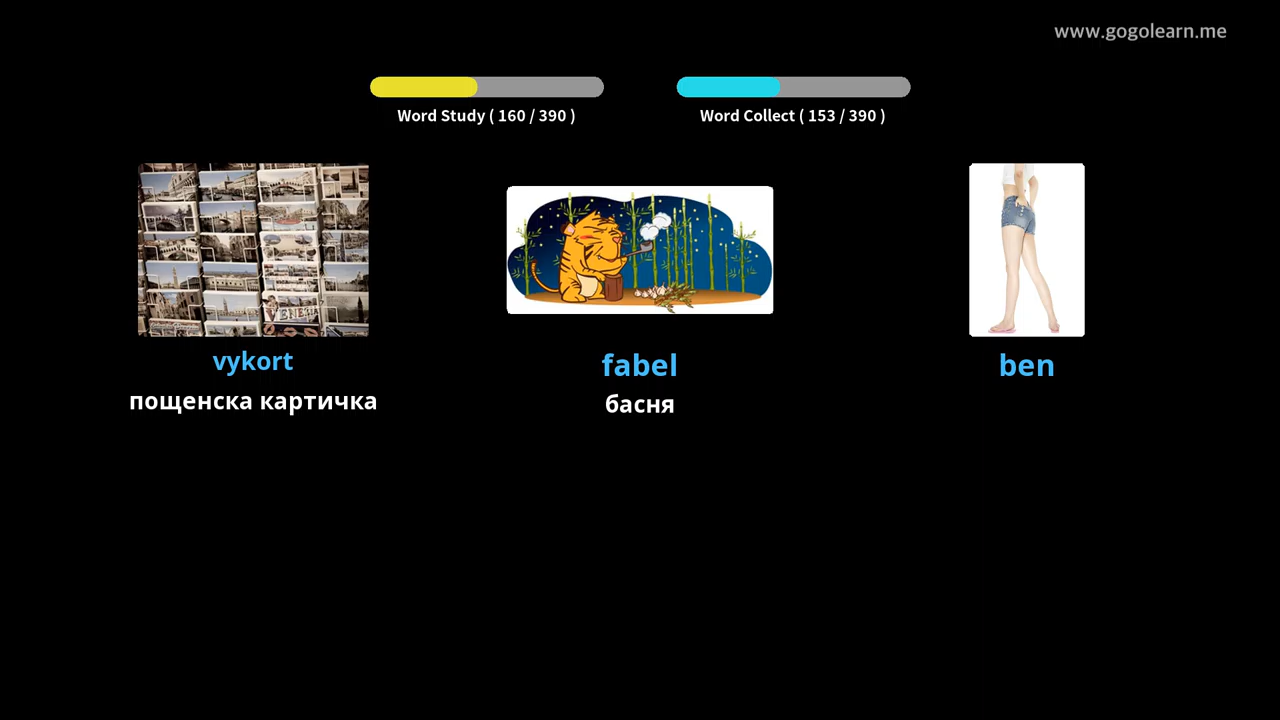 www.gogolearn.me
Word Study ( 160 / 390 )
Word Collect ( 153 / 390 )
vykort
fabel
ben
пощенска картичка
басня